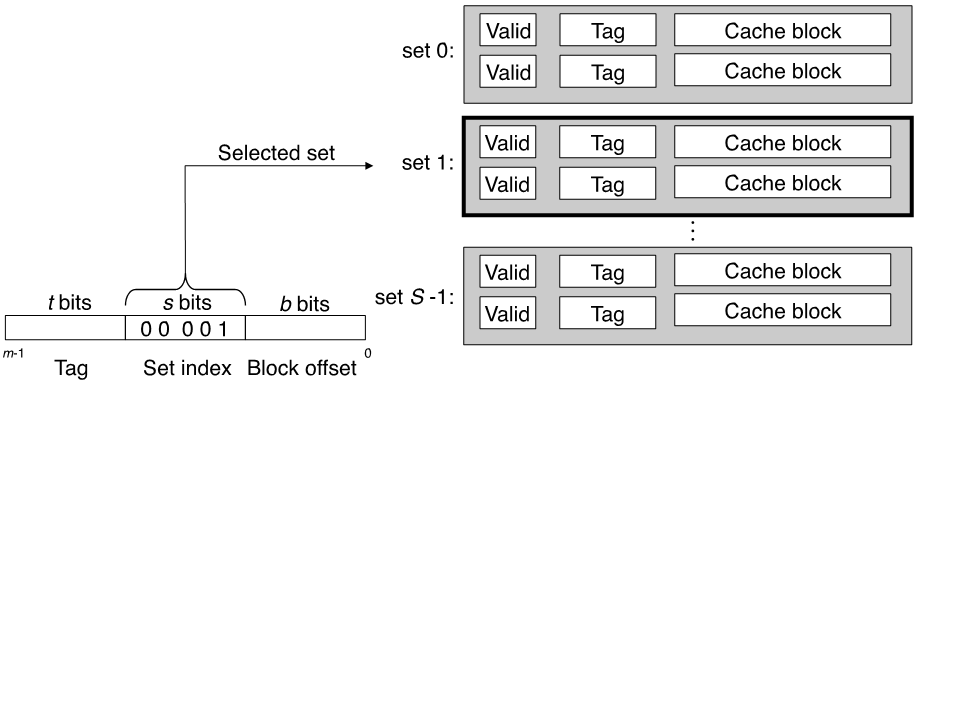 set 0:
Valid Tag Cache block
Valid Tag Cache block
Selected set
set 1:
Valid Tag Cache block
Valid Tag Cache block
⋮
set S -1:
Valid Tag Cache block
Valid Tag Cache block
t bits s bits b bits
0 0 0 0 1
m-1 0
Tag Set index Block offset